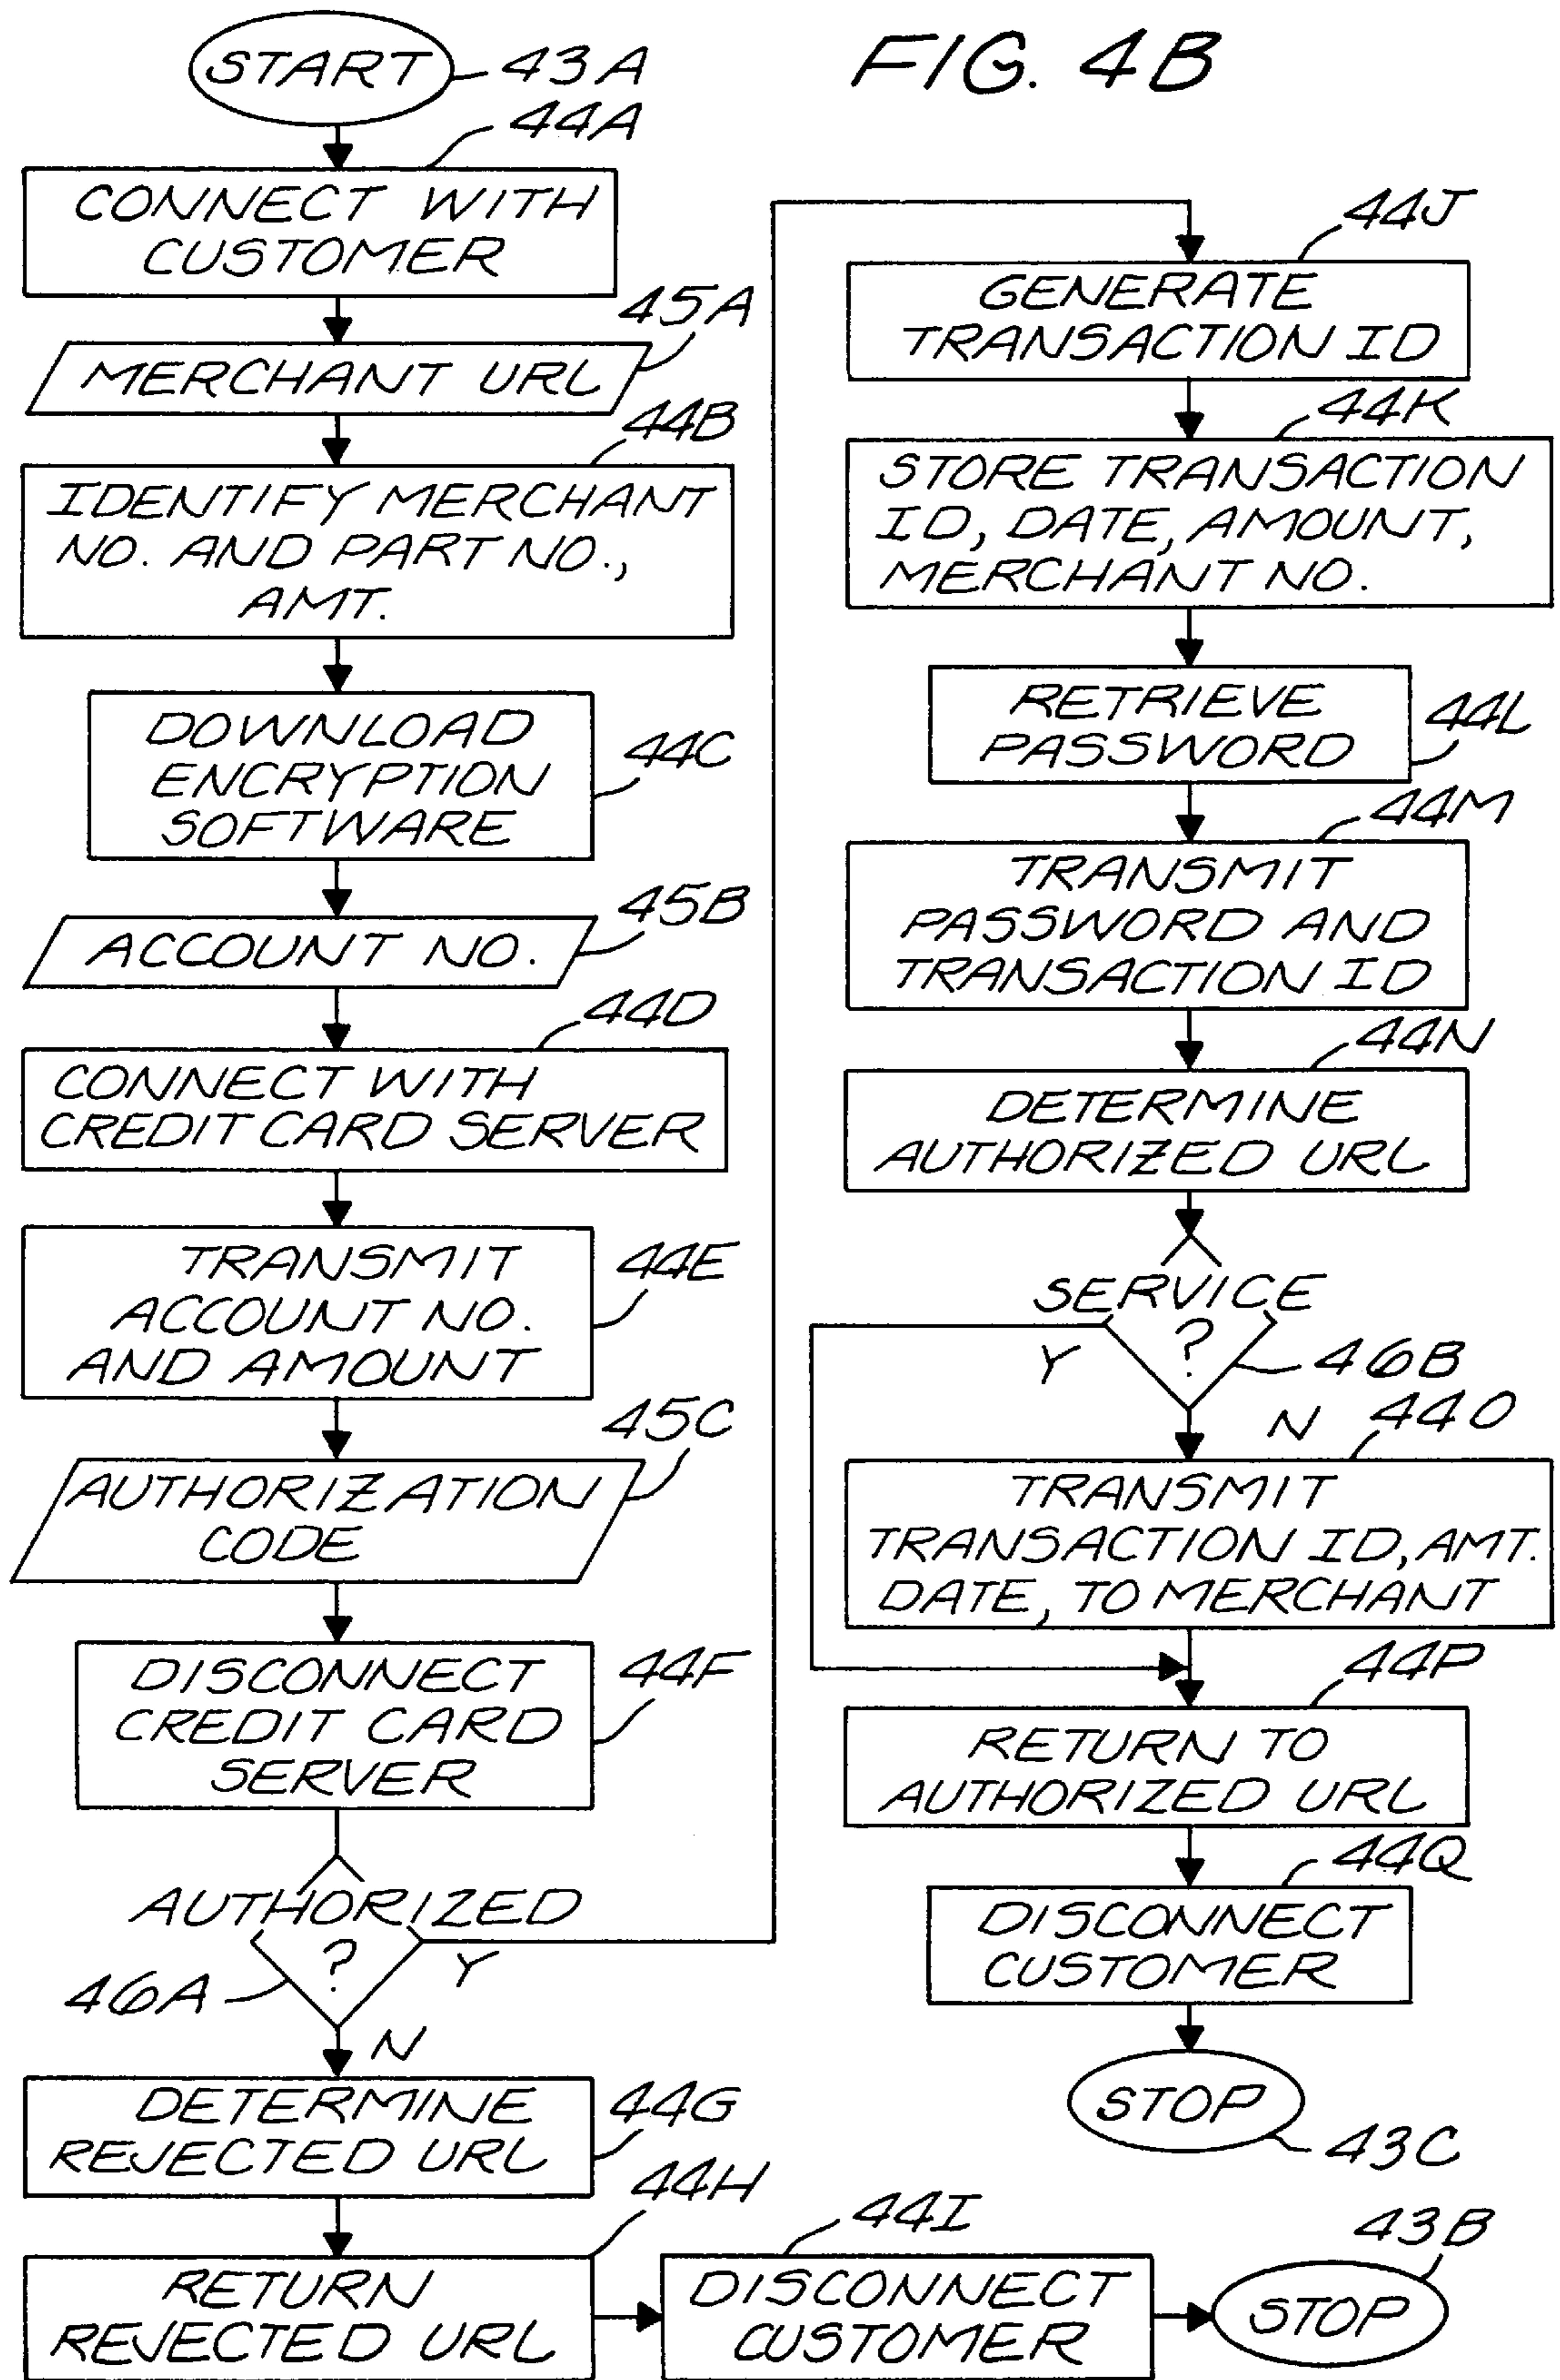 FIG. 4B
START
43A
44A
CONNECT WITH
CUSTOMER
45A
MERCHANT URL
44B
IDENTIFY MERCHANT
NO. AND PART NO.,
AMT.
DOWNLOAD
ENCRYPTION
SOFTWARE
44C
45B
ACCOUNT NO.
44D
CONNECT WITH
CREDIT CARD SERVER
TRANSMIT
ACCOUNT NO.
AND AMOUNT
44E
45C
AUTHORIZATION
CODE
DISCONNECT
CREDIT CARD
SERVER
44F
AUTHORIZED
?
Y
46A
N
DETERMINE
REJECTED URL
44G
44H
RETURN
REJECTED URL
44I
DISCONNECT
CUSTOMER
43B
STOP
44J
GENERATE
TRANSACTION ID
44K
STORE TRANSACTION
ID, DATE, AMOUNT,
MERCHANT NO.
RETRIEVE
PASSWORD
44L
44M
TRANSMIT
PASSWORD AND
TRANSACTION ID
44N
DETERMINE
AUTHORIZED URL
SERVICE
?
Y
46B
N
44O
TRANSMIT
TRANSACTION ID, AMT.
DATE, TO MERCHANT
44P
RETURN TO
AUTHORIZED URL
44Q
DISCONNECT
CUSTOMER
STOP
43C